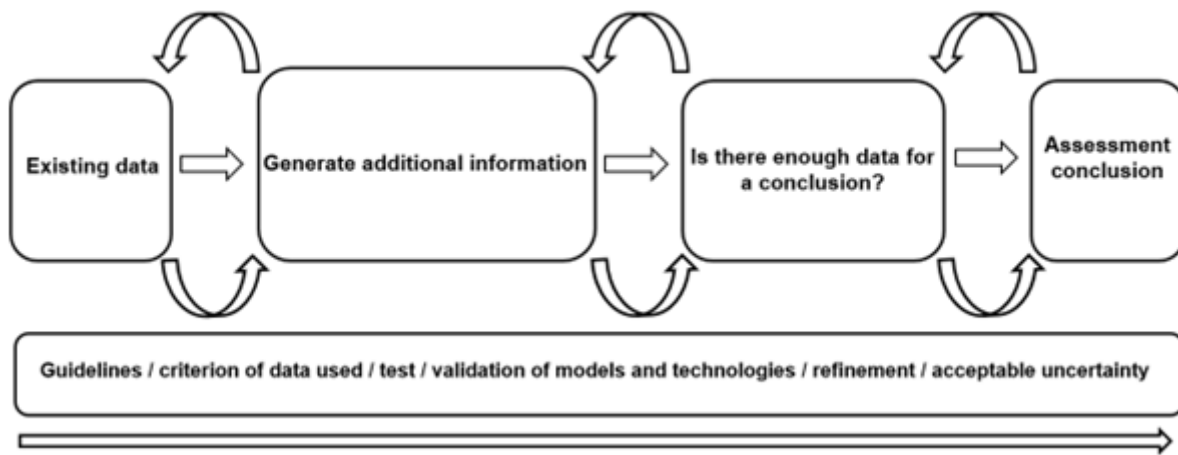 Existing data
Generate additional information
Is there enough data for
a conclusion?
Assessment
conclusion
Guidelines / criterion of data used / test / validation of models and technologies / refinement / acceptable uncertainty